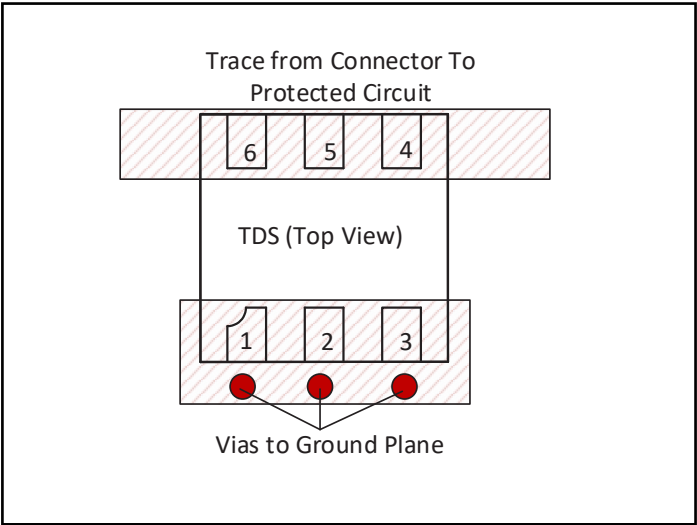 Trace from Connector To
Protected Circuit
6 5 4
TDS (Top View)
1 2 3
Vias to Ground Plane